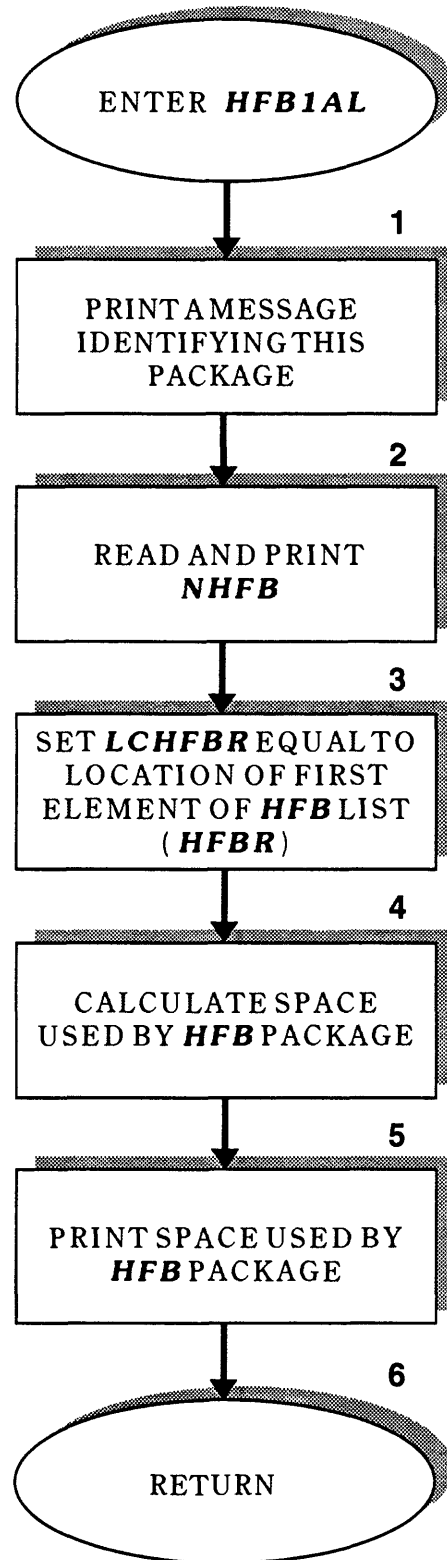 ENTER HFB1AL
1
PRINT A MESSAGE
IDENTIFYING THIS
PACKAGE
2
READ AND PRINT
NHFB
3
SET LCHFBR EQUAL TO
LOCATION OF FIRST
ELEMENT OF HFB LIST
(HFBR)
4
CALCULATE SPACE
USED BY HFB PACKAGE
5
PRINT SPACE USED BY
HFB PACKAGE
6
RETURN